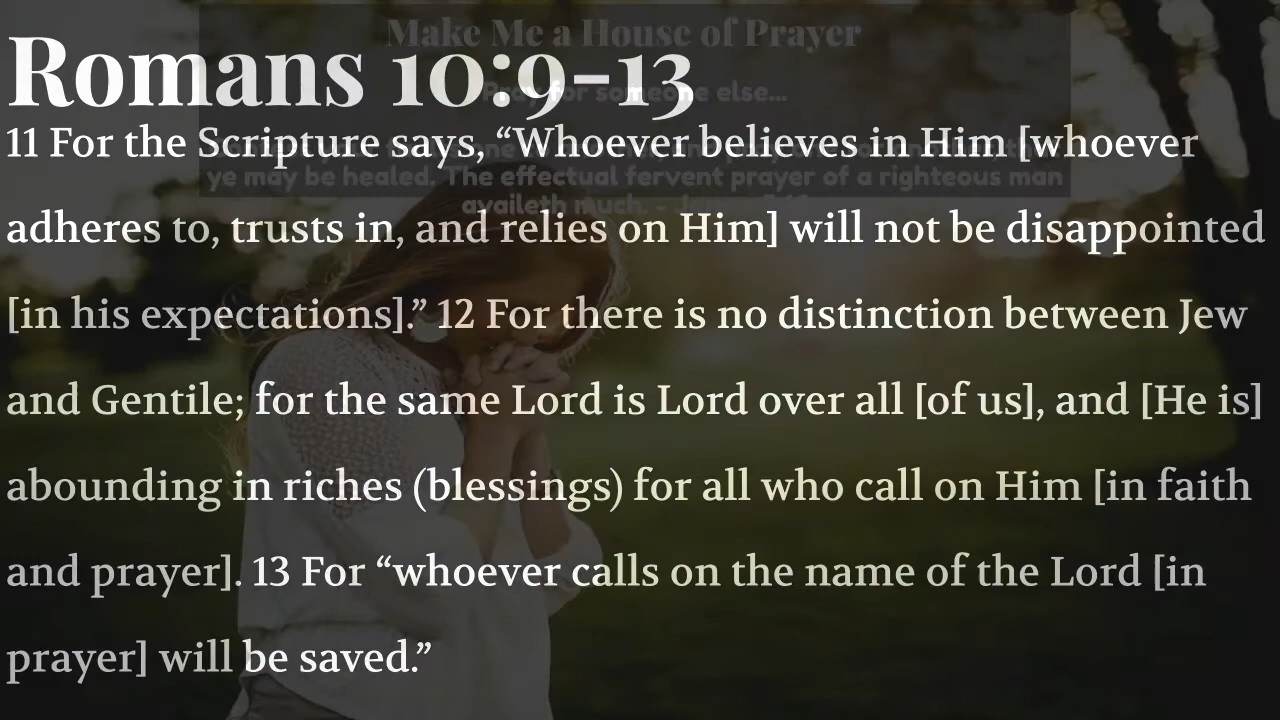 Make Me a House of Prayer
Romans 10:9-13
Pray for someone else...
11 For the Scripture says, “Whoever believes in Him [whoever
ye may be healed. The effectual fervent prayer of a righteous man
availeth much. -
adheres to, trusts in, and relies on Him] will not be disappointed
[in his expectations].” 12 For there is no distinction between Jew
and Gentile; for the same Lord is Lord over all [of us], and [He is]
abounding in riches (blessings) for all who call on Him [in faith
and prayer]. 13 For “whoever calls on the name of the Lord [in
prayer] will be saved.”